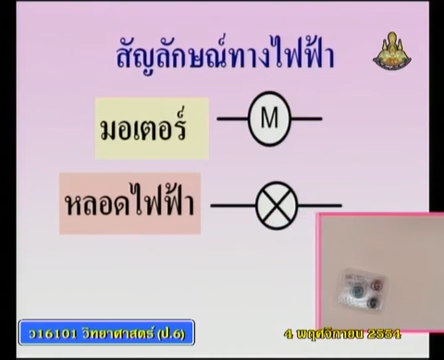 สัญลักษณ์ทางไฟฟ้า
มอเตอร์
M
หลอดไฟฟ้า
ว16101 วิทยาศาสตร์ (ป.6)
4 พฤศจิกายน 2554